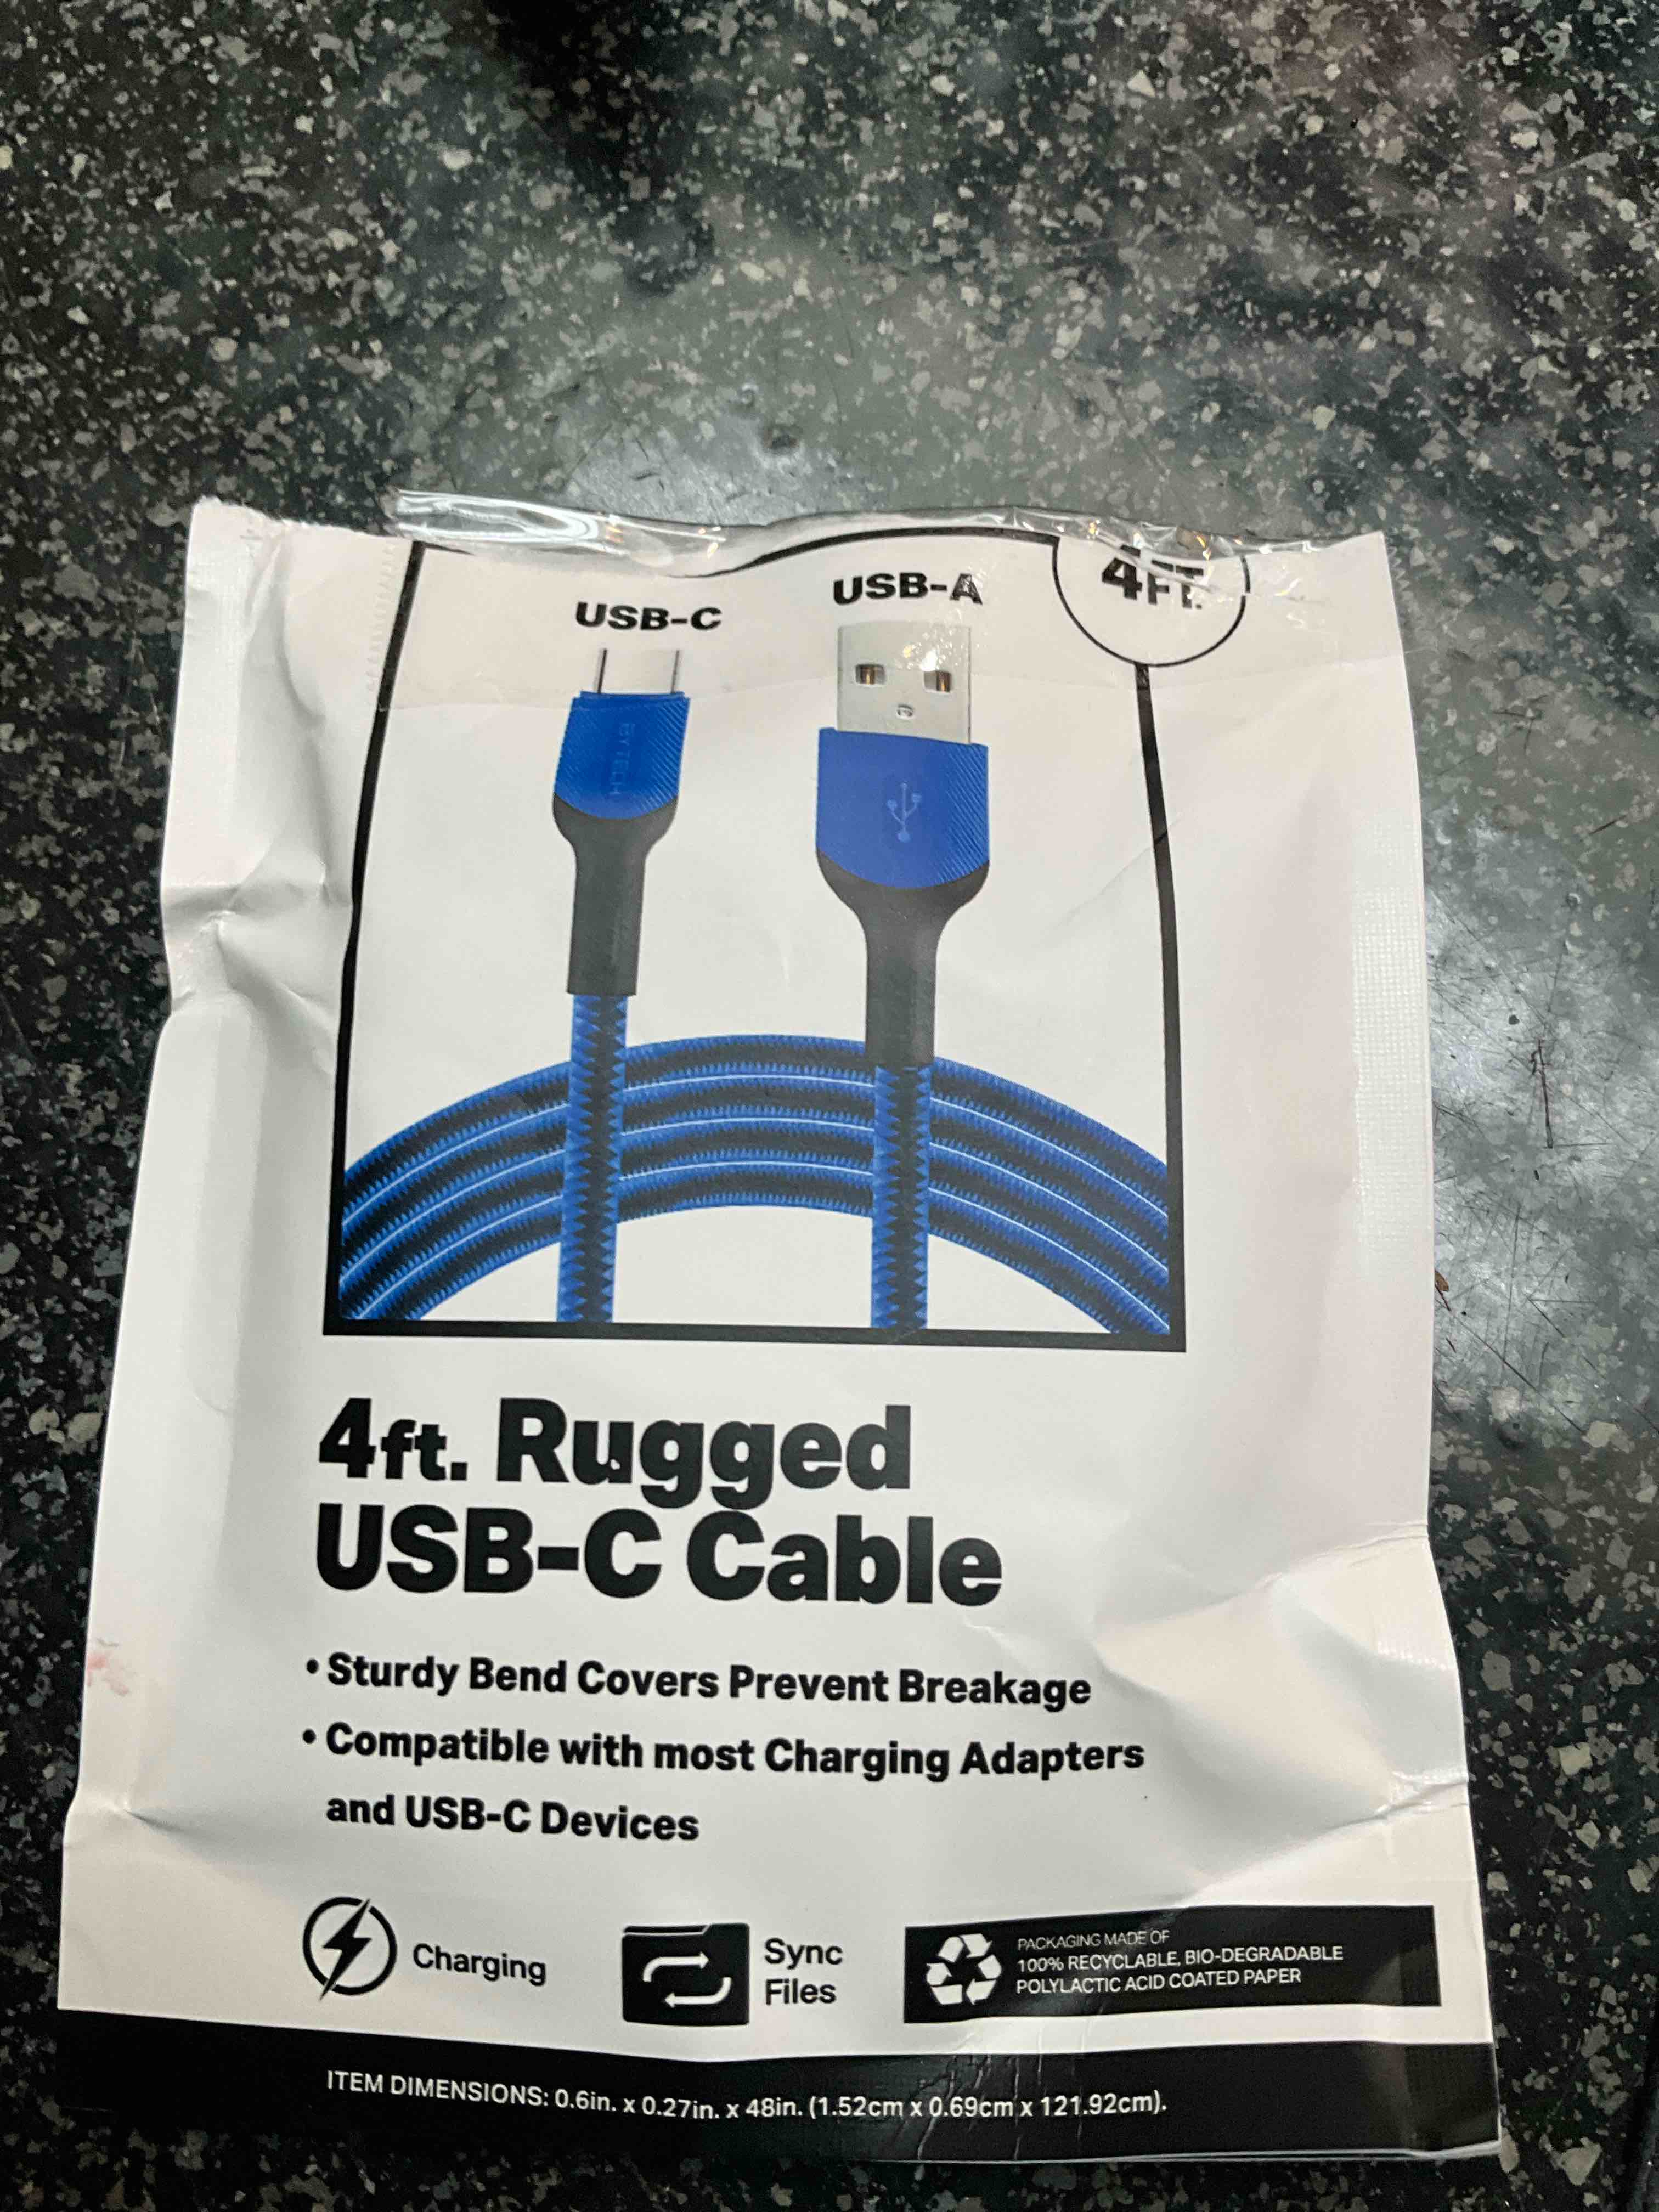 USB-C
USB-A
4FT.
BYTECH
4ft. Rugged
USB-C Cable
• Sturdy Bend Covers Prevent Breakage
• Compatible with most Charging Adapters
and USB-C Devices
Charging
Sync
Files
PACKAGING MADE OF
100% RECYCLABLE, BIO-DEGRADABLE
POLYLACTIC ACID COATED PAPER
ITEM DIMENSIONS: 0.6in. x 0.27in. x 48in. (1.52cm x 0.69cm x 121.92cm).